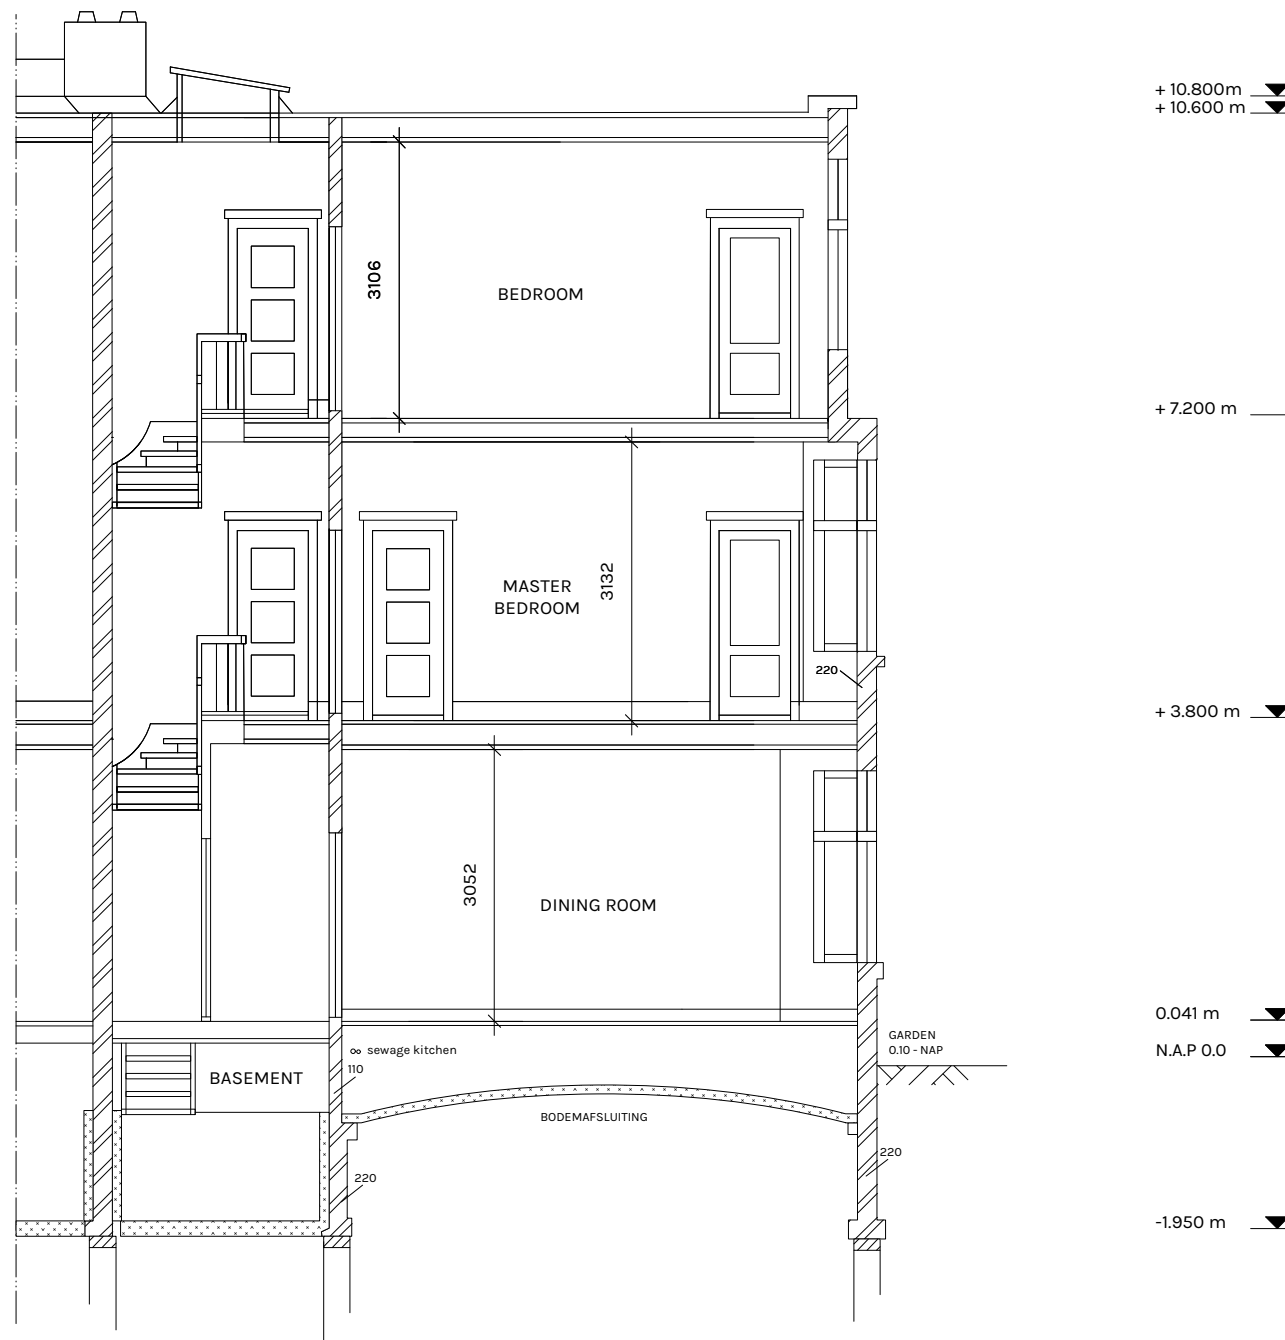 + 10.800m
+ 10.600 m
3106
BEDROOM
+ 7.200 m
MASTER
BEDROOM
3132
220
+ 3.800 m
3052
DINING ROOM
0.041 m
GARDEN
0.10 - NAP
N.A.P 0.0
sewage kitchen
110
BASEMENT
BODEMAFSLUITING
220
220
-1.950 m